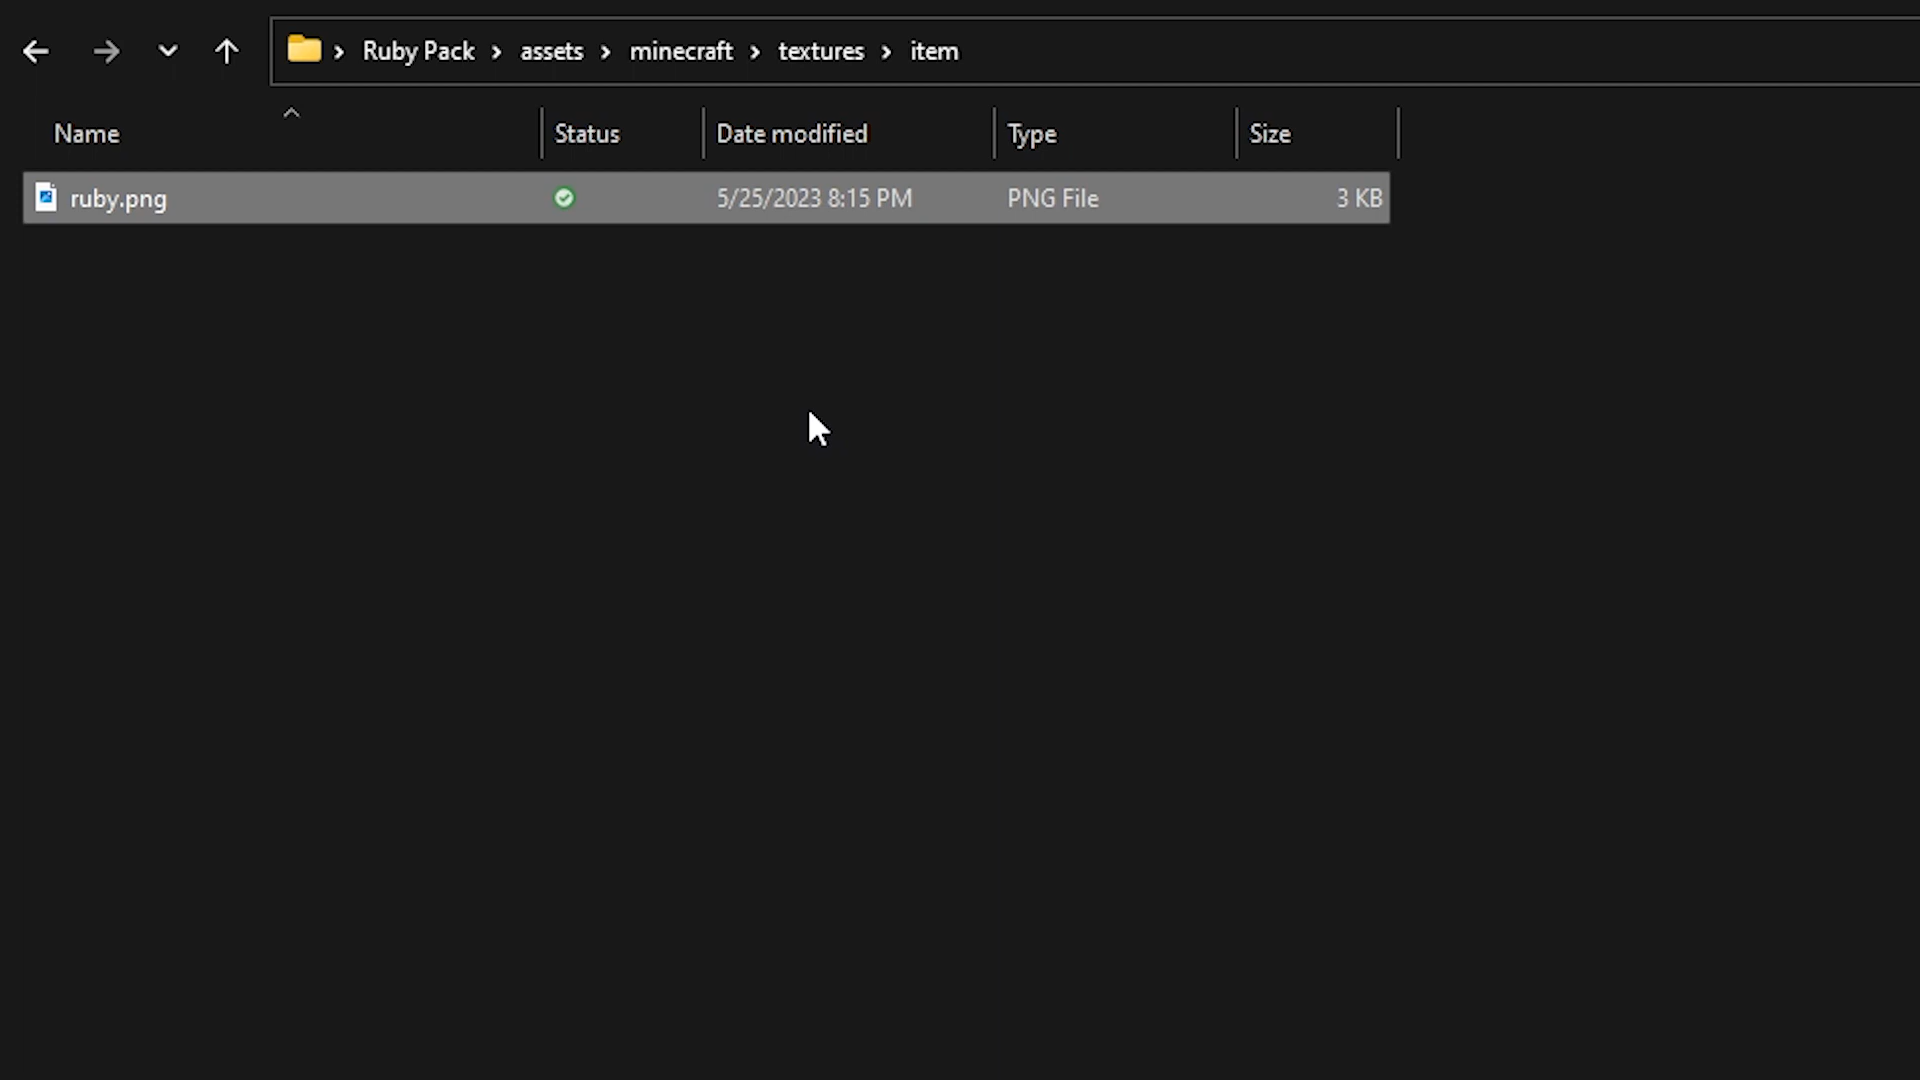 Ruby Pack > assets > minecraft > textures > item
Name Status Date modified Type Size
ruby.png 5/25/2023 8:15 PM PNG File 3 KB